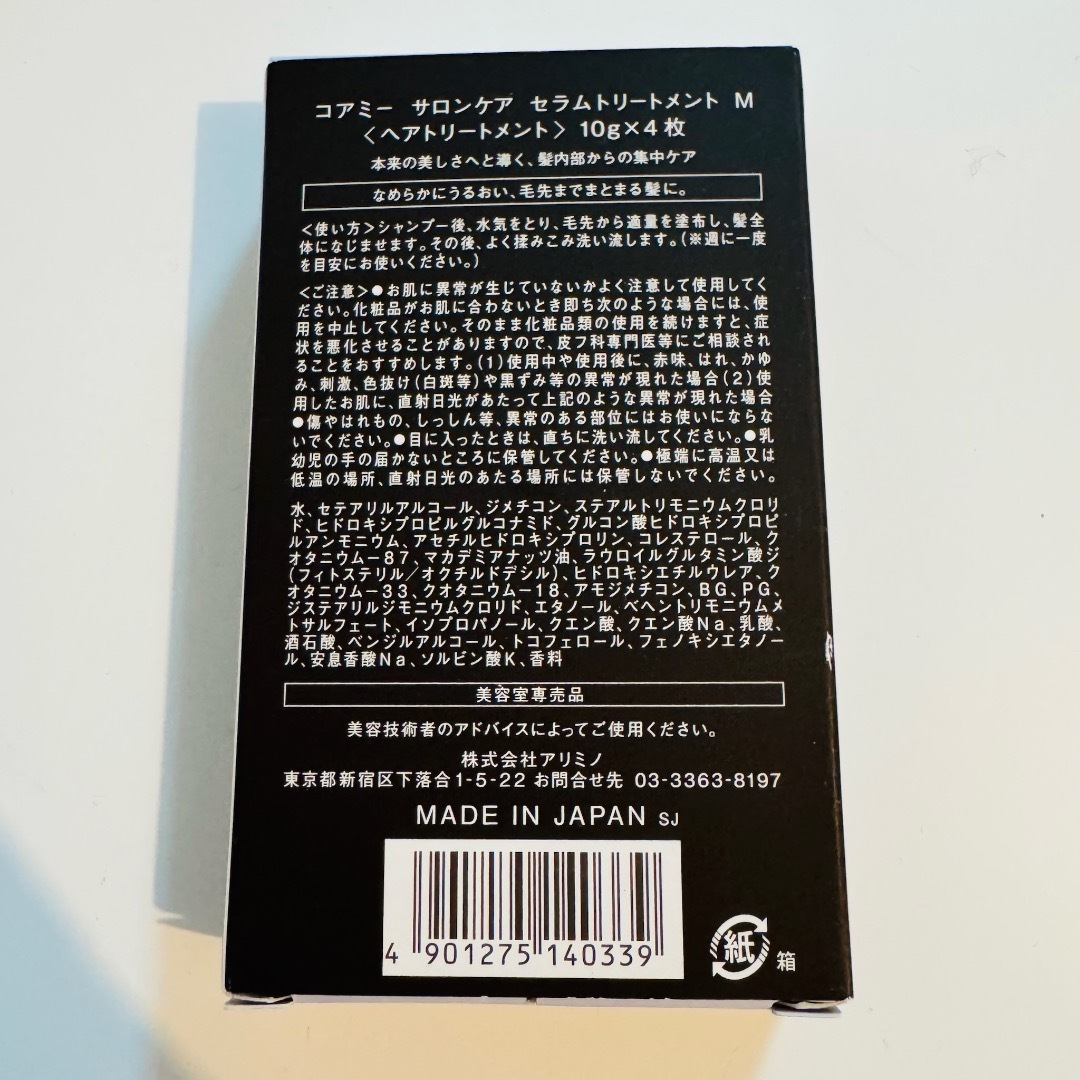 コアミー サロンケア セラムトリートメント M
〈ヘアトリートメント〉 10g×4枚
本来の美しさへと導く、髪内部からの集中ケア
なめらかにうるおい、毛先までまとまる髪に。
〈使い方〉シャンプー後、水気をとり、毛先から適量を塗布し、髪全
体になじませます。その後、よく揉みこみ洗い流します。(※週に一度
を目安にお使いください。)
〈ご注意〉●お肌に異常が生じていないかよく注意して使用してく
ださい。化粧品がお肌に合わないとき即ち次のような場合には、使
用を中止してください。そのまま化粧品類の使用を続けますと、症
状を悪化させることがありますので、皮フ科専門医等にご相談され
ることをおすすめします。(1)使用中や使用後に、赤味、はれ、かゆ
み、刺激、色抜け(白斑等)や黒ずみ等の異常が現れた場合(2)使
用したお肌に、直射日光があたって上記のような異常が現れた場合
●傷やはれもの、しっしん等、異常のある部位にはお使いにならな
いでください。●目に入ったときは、直ちに洗い流してください。●乳
幼児の手の届かないところに保管してください。●極端に高温又は
低温の場所、直射日光のあたる場所には保管しないでください。
水、セテアリルアルコール、ジメチコン、ステアルトリモニウムクロリ
ド、ヒドロキシプロピルグルコナミド、グルコン酸ヒドロキシプロピ
ルアンモニウム、アセチルヒドロキシプロリン、コレステロール、ク
オタニウム－87、マカデミアナッツ油、ラウロイルグルタミン酸ジ
(フィトステリル／オクチルドデシル)、ヒドロキシエチルウレア、ク
オタニウム－33、クオタニウム－18、アモジメチコン、BG、PG、
ジステアリルジモニウムクロリド、エタノール、ベヘントリモニウムメ
トサルフェート、イソプロパノール、クエン酸、クエン酸Na、乳酸、
酒石酸、ベンジルアルコール、トコフェロール、フェノキシエタノー
ル、安息香酸Na、ソルビン酸K、香料
美容室専売品
美容技術者のアドバイスによってご使用ください。
株式会社アリミノ
東京都新宿区下落合1-5-22 お問合せ先 03-3363-8197
MADE IN JAPAN SJ
4 901275 140339
紙 箱